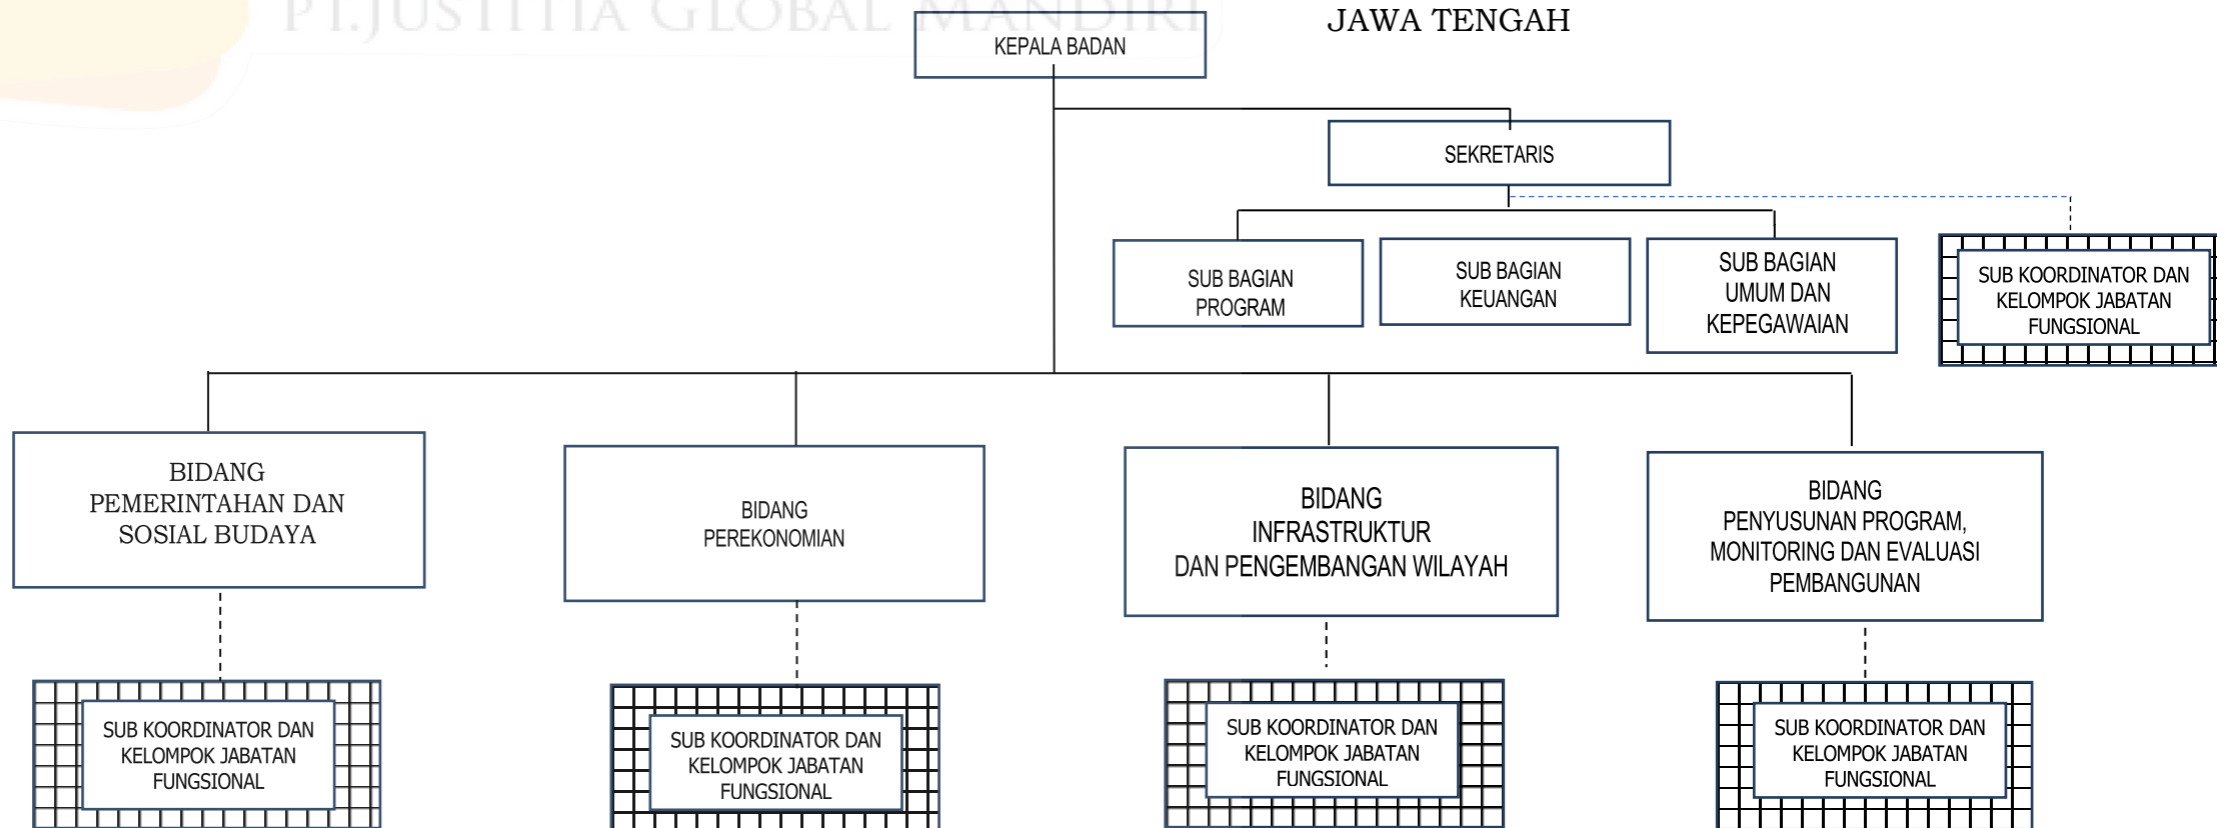 PT.JUSTITIA GLOBAL MANDIRI
JAWA TENGAH
KEPALA BADAN
SEKRETARIS
SUB BAGIAN
PROGRAM
SUB BAGIAN
KEUANGAN
SUB BAGIAN
UMUM DAN
KEPEGAWAIAN
SUB KOORDINATOR DAN
KELOMPOK JABATAN
FUNGSIONAL
BIDANG
PEMERINTAHAN DAN
SOSIAL BUDAYA
BIDANG
PEREKONOMIAN
BIDANG
INFRASTRUKTUR
DAN PENGEMBANGAN WILAYAH
BIDANG
PENYUSUNAN PROGRAM,
MONITORING DAN EVALUASI
PEMBANGUNAN
SUB KOORDINATOR DAN
KELOMPOK JABATAN
FUNGSIONAL
SUB KOORDINATOR DAN
KELOMPOK JABATAN
FUNGSIONAL
SUB KOORDINATOR DAN
KELOMPOK JABATAN
FUNGSIONAL
SUB KOORDINATOR DAN
KELOMPOK JABATAN
FUNGSIONAL